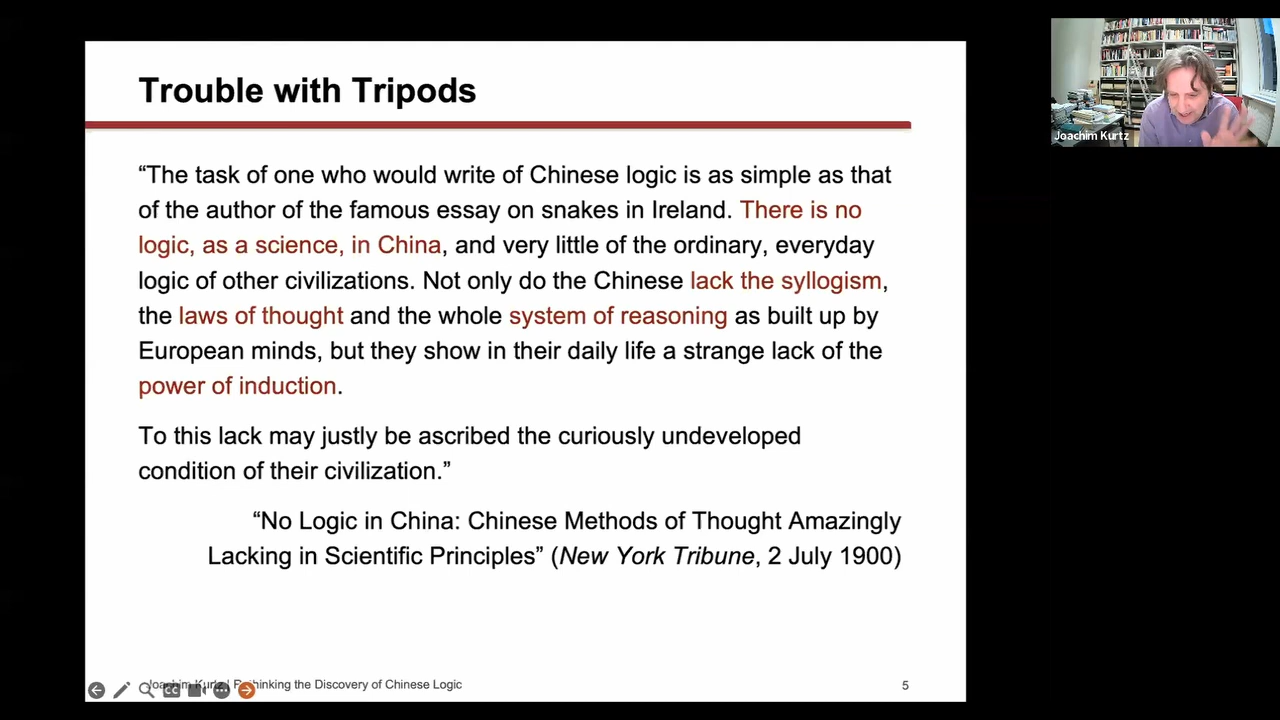 Trouble with Tripods
“The task of one who would write of Chinese logic is as simple as that
of the author of the famous essay on snakes in Ireland. There is no
logic, as a science, in China, and very little of the ordinary, everyday
logic of other civilizations. Not only do the Chinese lack the syllogism,
the laws of thought and the whole system of reasoning as built up by
European minds, but they show in their daily life a strange lack of the
power of induction.
To this lack may justly be ascribed the curiously undeveloped
condition of their civilization.”
“No Logic in China: Chinese Methods of Thought Amazingly
Lacking in Scientific Principles” (New York Tribune, 2 July 1900)
Joachim Kurtz | Rethinking the Discovery of Chinese Logic
5
CC
Joachim Kurtz